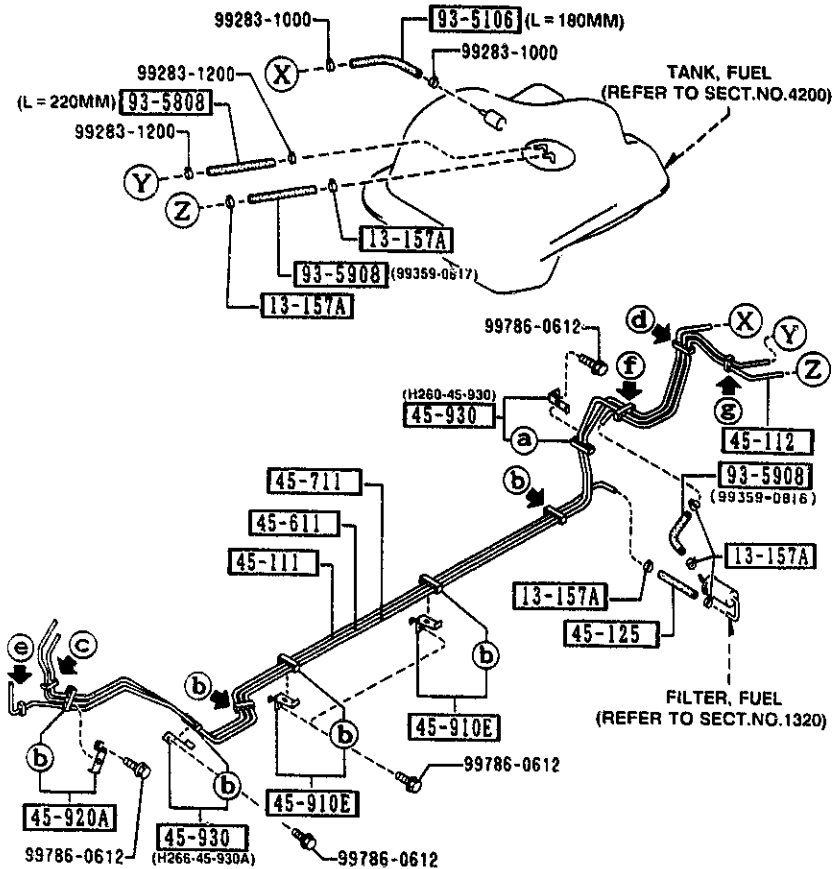 99283-1000
93-5106 (L = 180MM)
99283-1000
X
99283-1200
TANK, FUEL
(REFER TO SECT.NO.4200)
(L = 220MM) 93-5808
99283-1200
Y
Z
13-157A
93-5908 (99359-0817)
13-157A
99786-0612
d
X
Y
f
Z
(H260-45-930)
45-930
g
a
45-112
b
93-5908
(99359-0816)
45-711
45-611
13-157A
45-111
13-157A
45-125
e
c
b
b
FILTER, FUEL
(REFER TO SECT.NO.1320)
45-910E
b
b
b
99786-0612
45-910E
45-920A
45-930
(H266-45-930A)
99786-0612
99786-0612